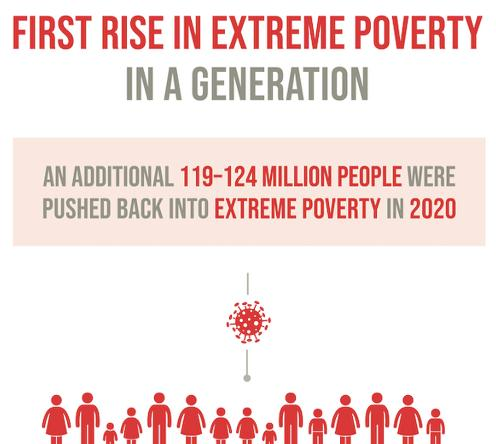 FIRST RISE IN EXTREME POVERTY
IN A GENERATION
AN ADDITIONAL 119–124 MILLION PEOPLE WERE
PUSHED BACK INTO EXTREME POVERTY IN 2020